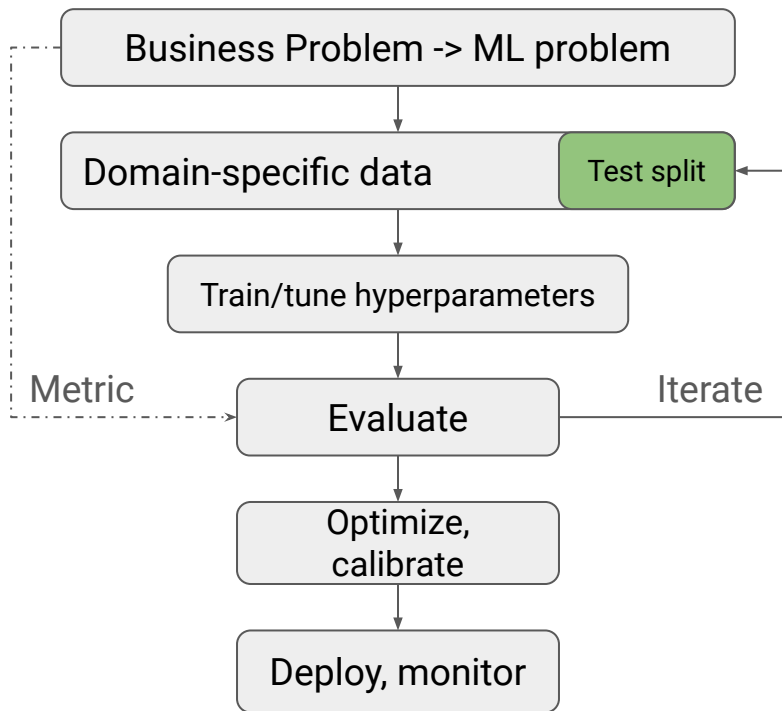 Business Problem -> ML problem
Domain-specific data
Test split
Train/tune hyperparameters
Metric
Evaluate
Iterate
Optimize,
calibrate
Deploy, monitor